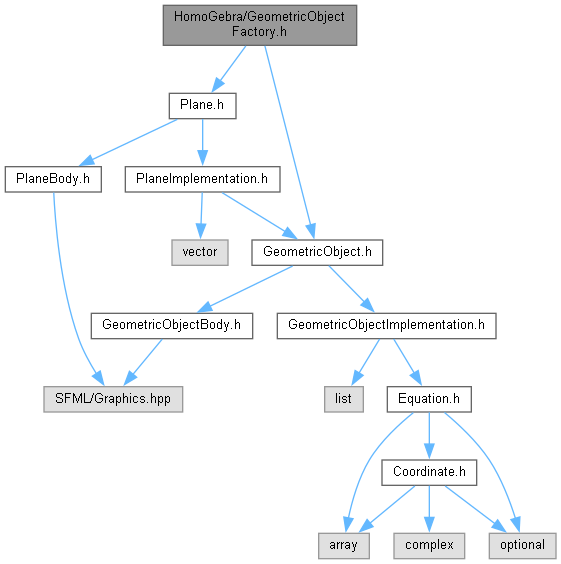 HomoGebra/GeometricObject
Factory.h
Plane.h
PlaneBody.h
PlaneImplementation.h
vector
GeometricObject.h
GeometricObjectBody.h
GeometricObjectImplementation.h
SFML/Graphics.hpp
list
Equation.h
Coordinate.h
array
complex
optional